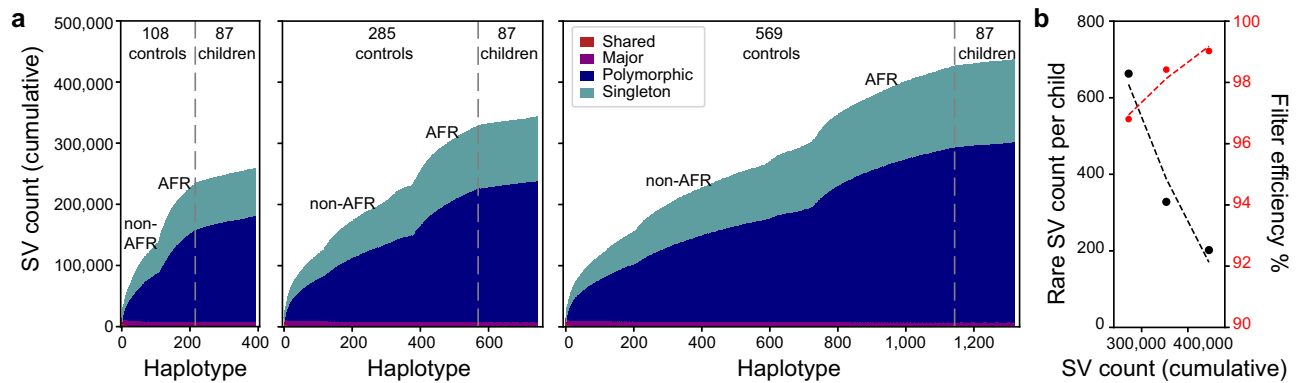 a
SV count (cumulative)
500,000
400,000
300,000
200,000
100,000
0
108
controls
87
children
non-
AFR
AFR
0
200
400
Haplotype
285
controls
87
children
non-AFR
AFR
0
200
400
600
Haplotype
Shared
Major
Polymorphic
Singleton
569
controls
87
children
non-AFR
AFR
0
200
400
600
800
1,000
1,200
Haplotype
b
Rare SV count per child
800
600
400
200
0
100
98
96
94
92
90
Filter efficiency %
300,000
400,000
SV count (cumulative)